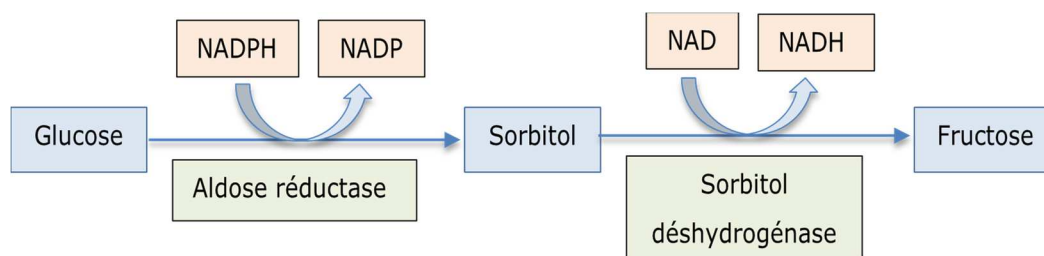 NADPH
NADP
NAD
NADH
Glucose
Sorbitol
Fructose
Aldose réductase
Sorbitol
déshydrogénase